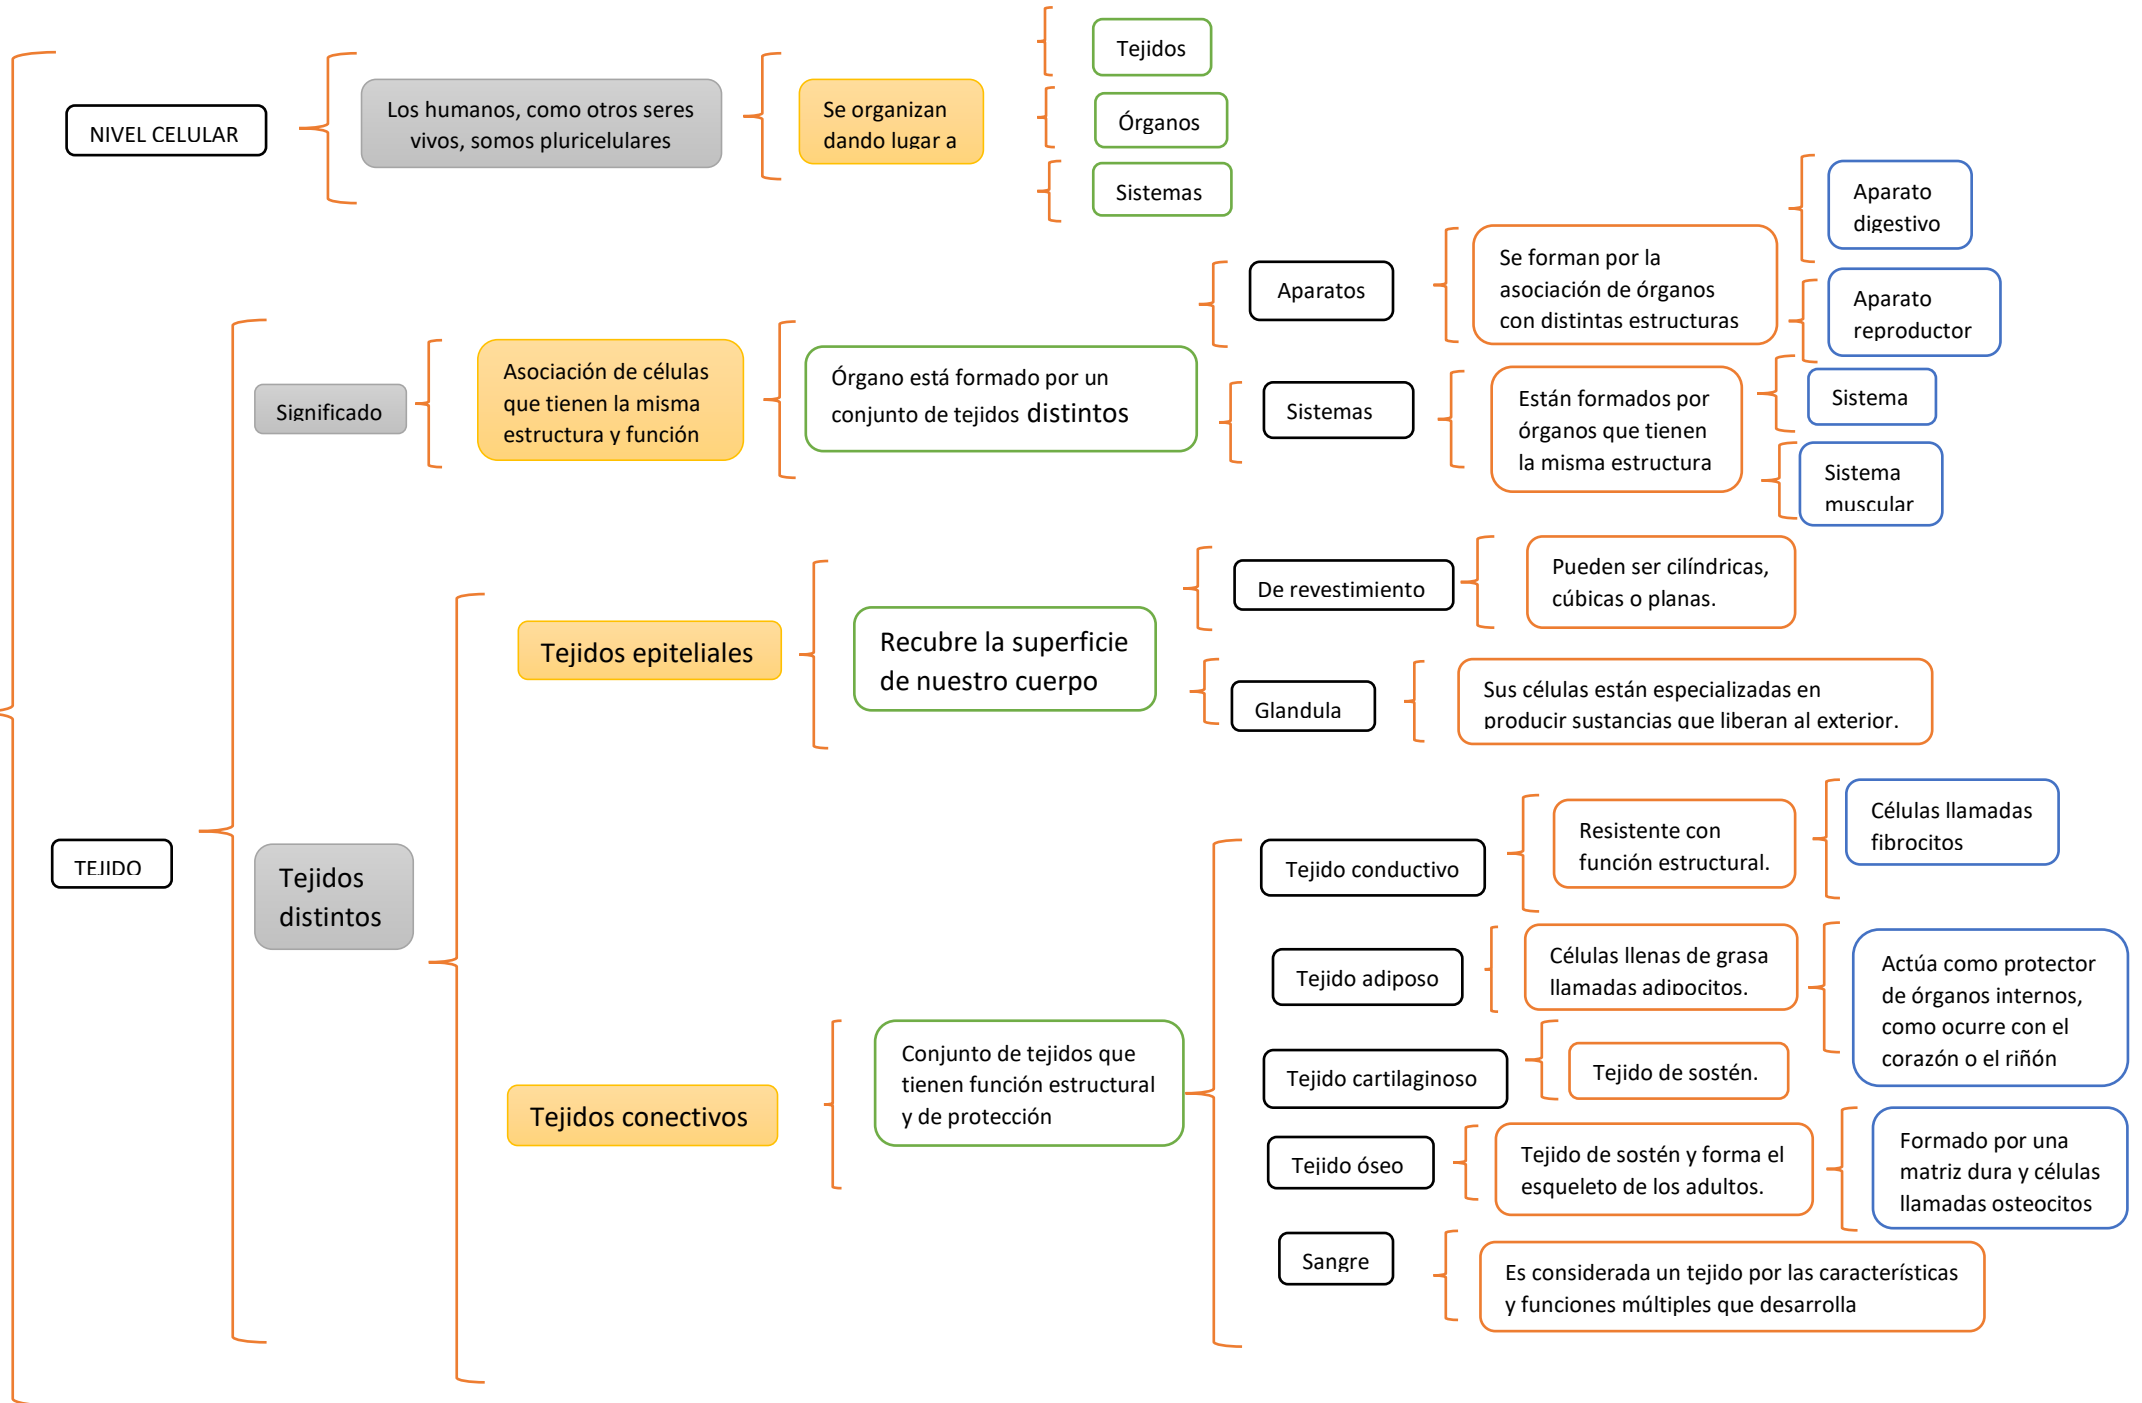 NIVEL CELULAR
Los humanos, como otros seres
vivos, somos pluricelulares
Se organizan
dando lugar a
Tejidos
Órganos
Sistemas
TEJIDO
Significado
Asociación de células
que tienen la misma
estructura y función
Órgano está formado por un
conjunto de tejidos distintos
Aparatos
Se forman por la
asociación de órganos
con distintas estructuras
Aparato
digestivo
Aparato
reproductor
Sistemas
Están formados por
órganos que tienen
la misma estructura
Sistema
Sistema
muscular
Tejidos
distintos
Tejidos epiteliales
Recubre la superficie
de nuestro cuerpo
De revestimiento
Pueden ser cilíndricas,
cúbicas o planas.
Glandula
Sus células están especializadas en
producir sustancias que liberan al exterior.
Tejidos conectivos
Conjunto de tejidos que
tienen función estructural
y de protección
Tejido conductivo
Resistente con
función estructural.
Células llamadas
fibrocitos
Tejido adiposo
Células llenas de grasa
llamadas adipocitos.
Actúa como protector
de órganos internos,
como ocurre con el
corazón o el riñón
Tejido cartilaginoso
Tejido de sostén.
Tejido óseo
Tejido de sostén y forma el
esqueleto de los adultos.
Formado por una
matriz dura y células
llamadas osteocitos
Sangre
Es considerada un tejido por las características
y funciones múltiples que desarrolla